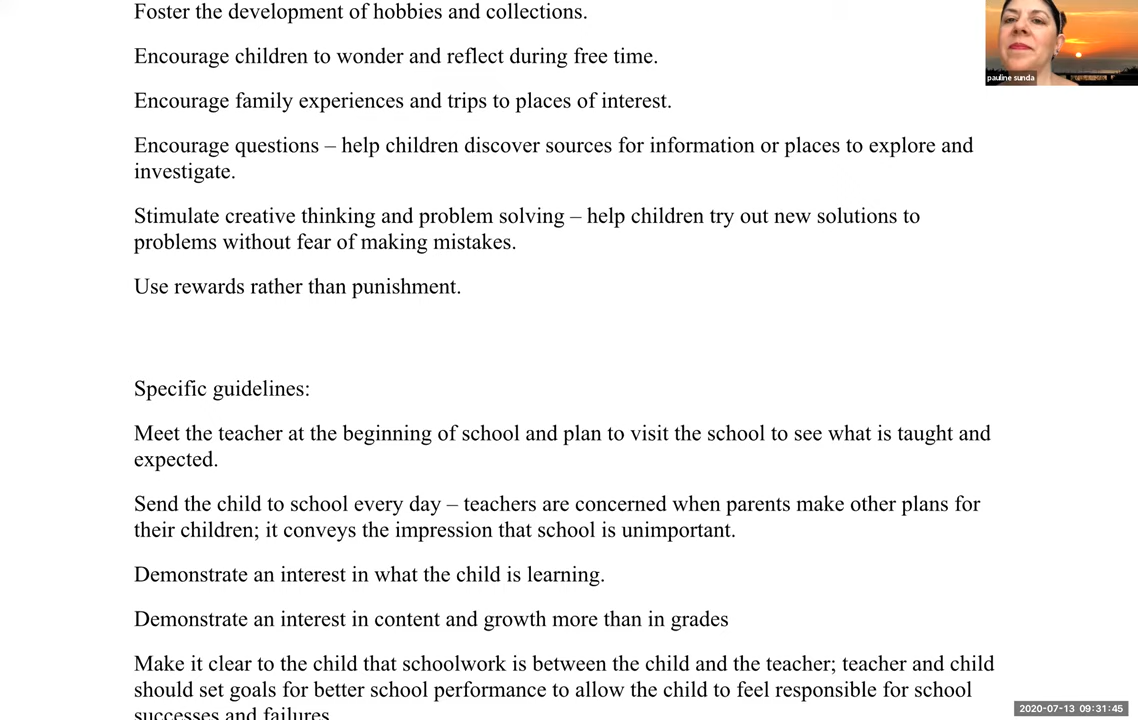 Foster the development of hobbies and collections.
Encourage children to wonder and reflect during free time.
Encourage family experiences and trips to places of interest.
Encourage questions – help children discover sources for information or places to explore and
investigate.
Stimulate creative thinking and problem solving – help children try out new solutions to
problems without fear of making mistakes.
Use rewards rather than punishment.
Specific guidelines:
Meet the teacher at the beginning of school and plan to visit the school to see what is taught and
expected.
Send the child to school every day – teachers are concerned when parents make other plans for
their children; it conveys the impression that school is unimportant.
Demonstrate an interest in what the child is learning.
Demonstrate an interest in content and growth more than in grades
Make it clear to the child that schoolwork is between the child and the teacher; teacher and child
should set goals for better school performance to allow the child to feel responsible for school
successes and failures
pauline sunda
2020-07-13 09:31:45